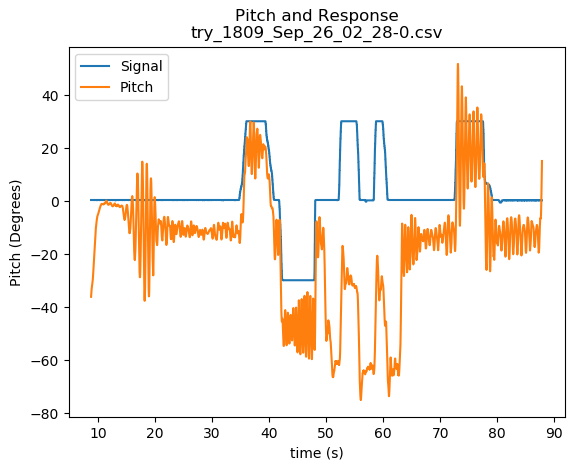 Pitch and Response
try_1809_Sep_26_02_28-0.csv
Signal
Pitch
Pitch (Degrees)
40
20
0
−20
−40
−60
−80
10 20 30 40 50 60 70 80 90
time (s)